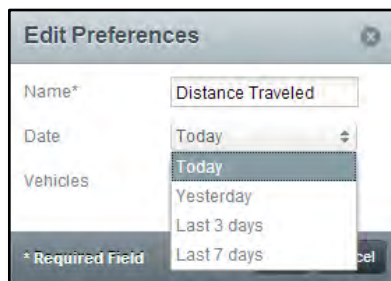 Edit Preferences
Name*
Distance Traveled
Date
Today
Today
Vehicles
Yesterday
Last 3 days
Last 7 days
* Required Field